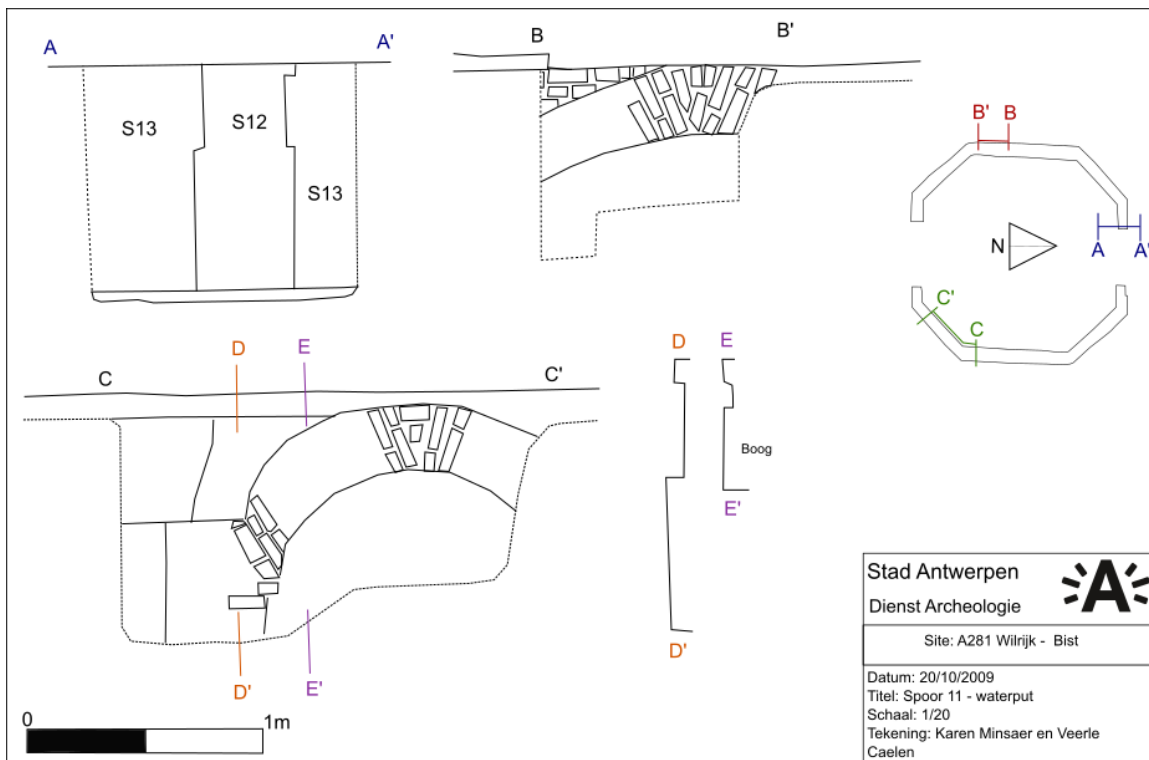 A A'
S13 S12
S13
B B'
B' B
N
A A'
C'
C
D E
C C'
D' E'
D E
Boog
E'
D'
0 1m
Stad Antwerpen
Dienst Archeologie
A
Site: A281 Wilrijk - Bist
Datum: 20/10/2009
Titel: Spoor 11 - waterput
Schaal: 1/20
Tekening: Karen Minsaer en Veerle
Caelen